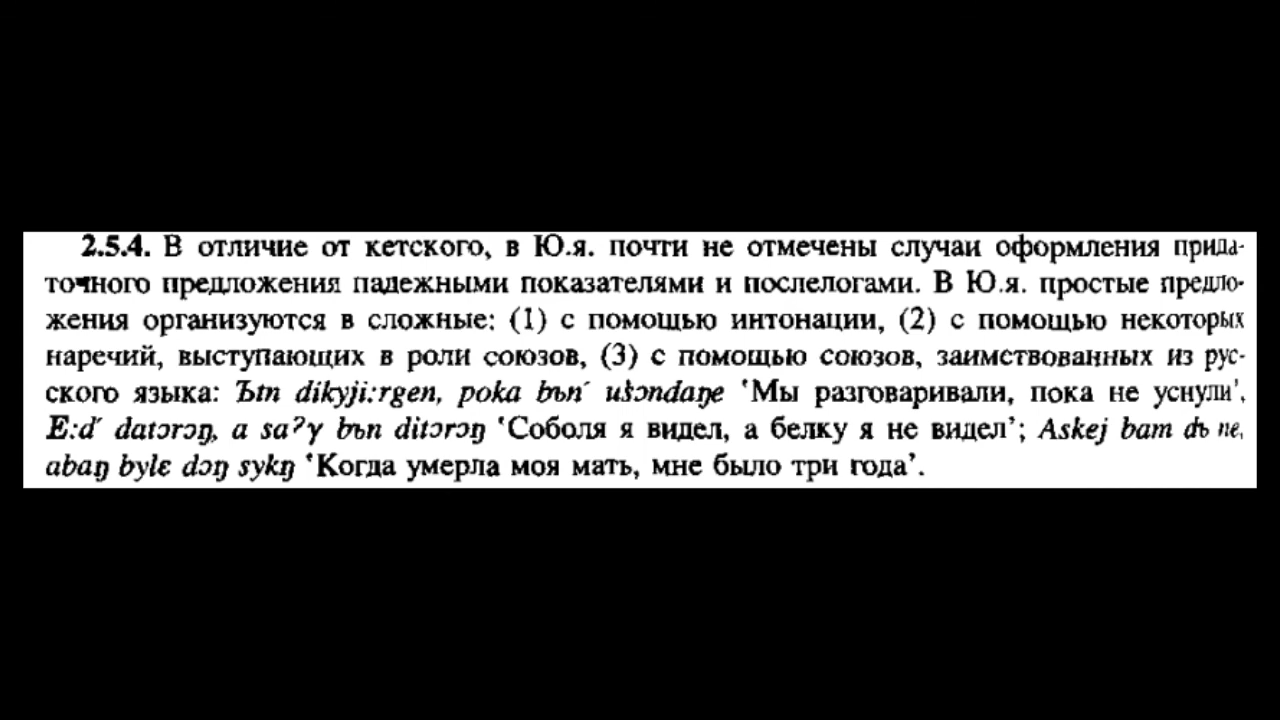 2.5.4. В отличие от кетского, в Ю.я. почти не отмечены случаи оформления прида-
точного предложения падежными показателями и послелогами. В Ю.я. простые предло-
жения организуются в сложные: (1) с помощью интонации, (2) с помощью некоторых
наречий, выступающих в роли союзов, (3) с помощью союзов, заимствованных из рус-
ского языка: Ъtn dikyji:rgen, poka bъn´ usɔndaŋe ‘Мы разговаривали, пока не уснули’,
E:d´ datɔrɔŋ, a saʔγ bъn ditɔrɔŋ ‘Соболя я видел, а белку я не видел’; Askej bam dъ ne,
abaŋ bylɛ dɔŋ sykŋ ‘Когда умерла моя мать, мне было три года’.